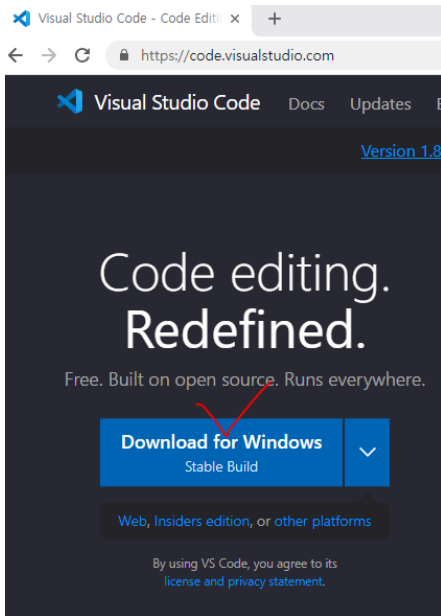 Visual Studio Code - Code Editi
https://code.visualstudio.com
Visual Studio Code Docs Updates
Version 1.8
Code editing.
Redefined.
Free. Built on open source. Runs everywhere.
Download for Windows
Stable Build
Web, Insiders edition, or other platforms
By using VS Code, you agree to its
license and privacy statement.